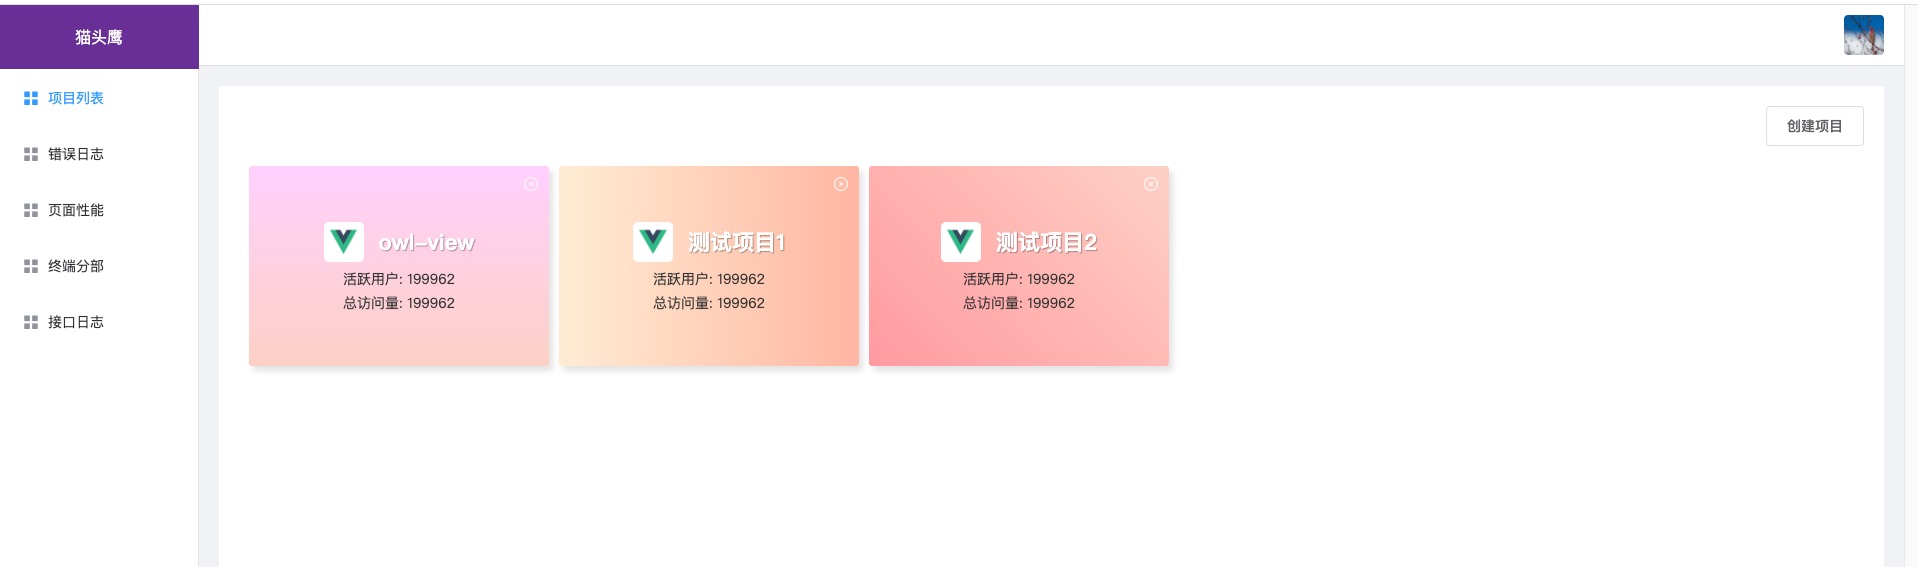 猫头鹰
项目列表
错误日志
页面性能
终端分部
接口日志
创建项目
owl-view
活跃用户: 199962
总访问量: 199962
测试项目1
活跃用户: 199962
总访问量: 199962
测试项目2
活跃用户: 199962
总访问量: 199962